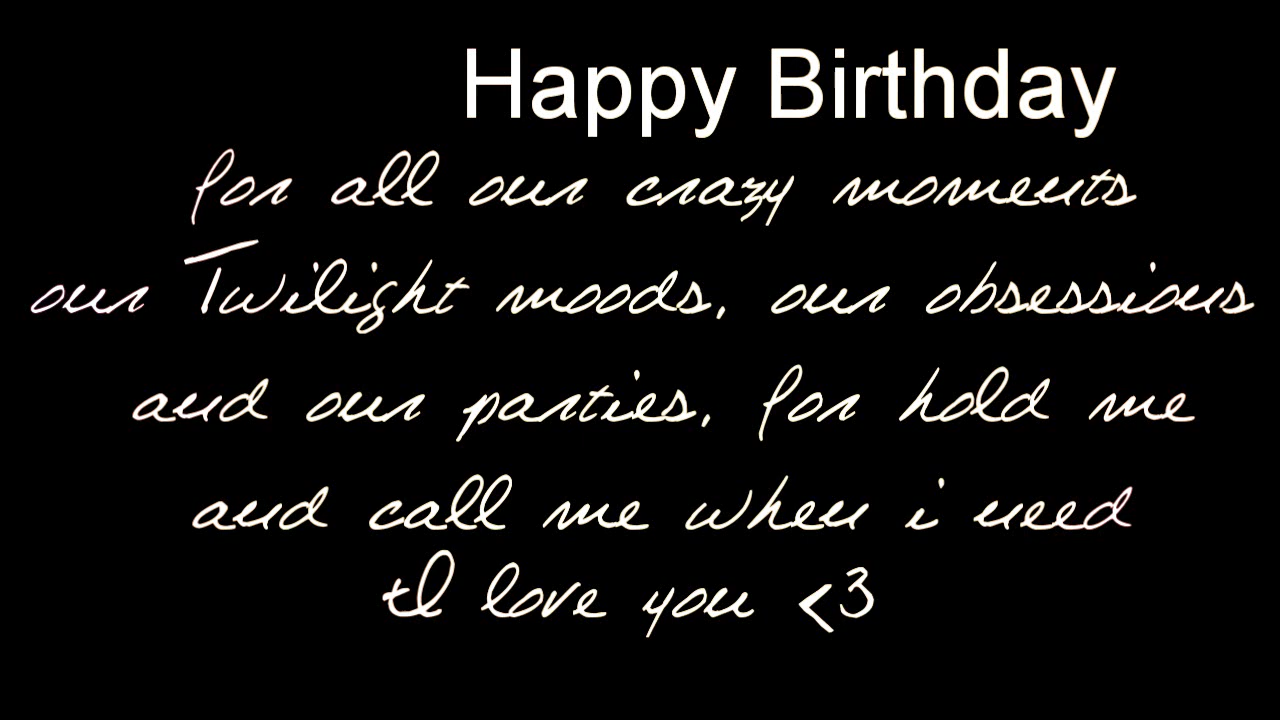 Happy Birthday
for all our crazy moments
our Twilight moods, our obsessions
and our parties, for hold me
and call me when i need
I love you <3